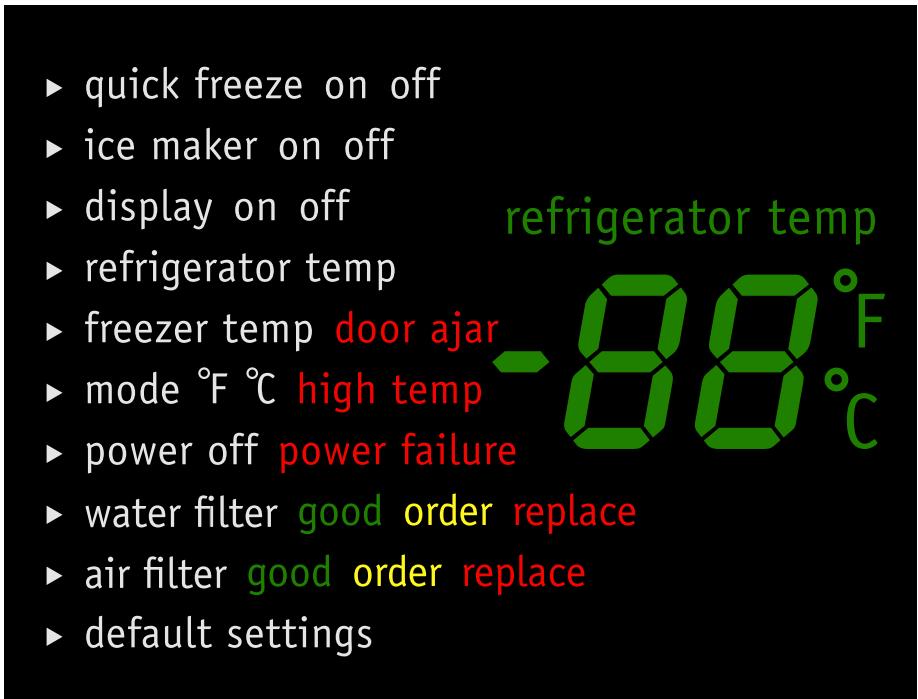 ▶ quick freeze on off
▶ ice maker on off
▶ display on off
▶ refrigerator temp
▶ freezer temp door ajar
▶ mode °F °C high temp
▶ power off power failure
▶ water filter good order replace
▶ air filter good order replace
▶ default settings
refrigerator temp
-88 °F °C